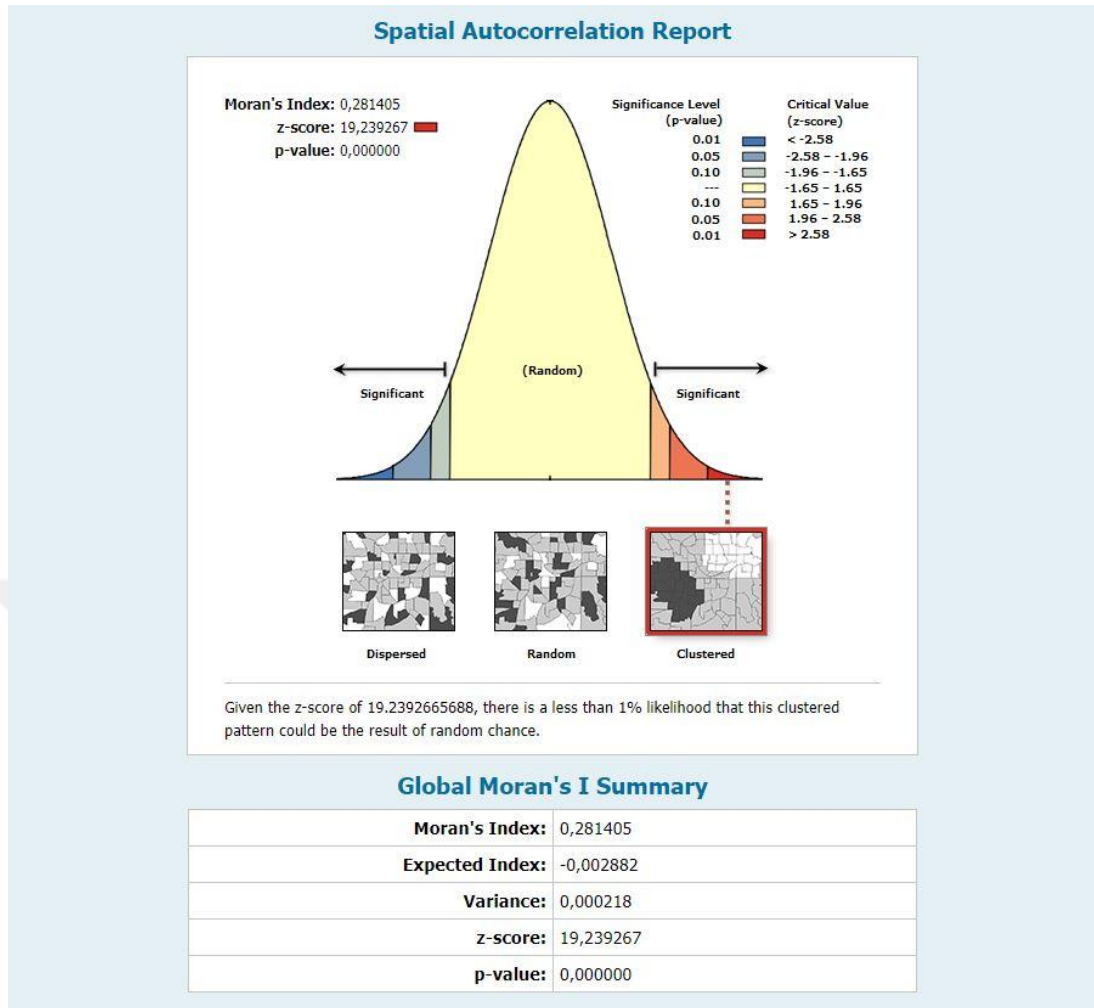 Spatial Autocorrelation Report
Moran's Index: 0,281405
z-score: 19,239267
p-value: 0,000000
Significance Level
(p-value)
Critical Value
(z-score)
0.01 < -2.58
0.05 -2.58 – -1.96
0.10 -1.96 – -1.65
--- -1.65 – 1.65
0.10 1.65 – 1.96
0.05 1.96 – 2.58
0.01 > 2.58
(Random)
Significant
Significant
Dispersed
Random
Clustered
Given the z-score of 19.2392665688, there is a less than 1% likelihood that this clustered
pattern could be the result of random chance.
Global Moran's I Summary
Moran's Index: 0,281405
Expected Index: -0,002882
Variance: 0,000218
z-score: 19,239267
p-value: 0,000000